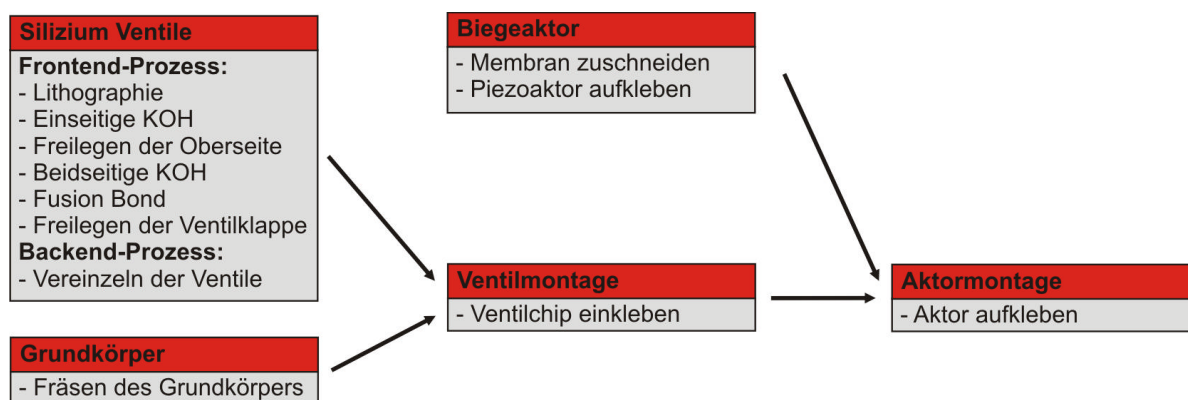 Silizium Ventile
Frontend-Prozess:
- Lithographie
- Einseitige KOH
- Freilegen der Oberseite
- Beidseitige KOH
- Fusion Bond
- Freilegen der Ventilklappe
Backend-Prozess:
- Vereinzeln der Ventile
Grundkörper
- Fräsen des Grundkörpers
Biegeaktor
- Membran zuschneiden
- Piezoaktor aufkleben
Ventilmontage
- Ventilchip einkleben
Aktormontage
- Aktor aufkleben